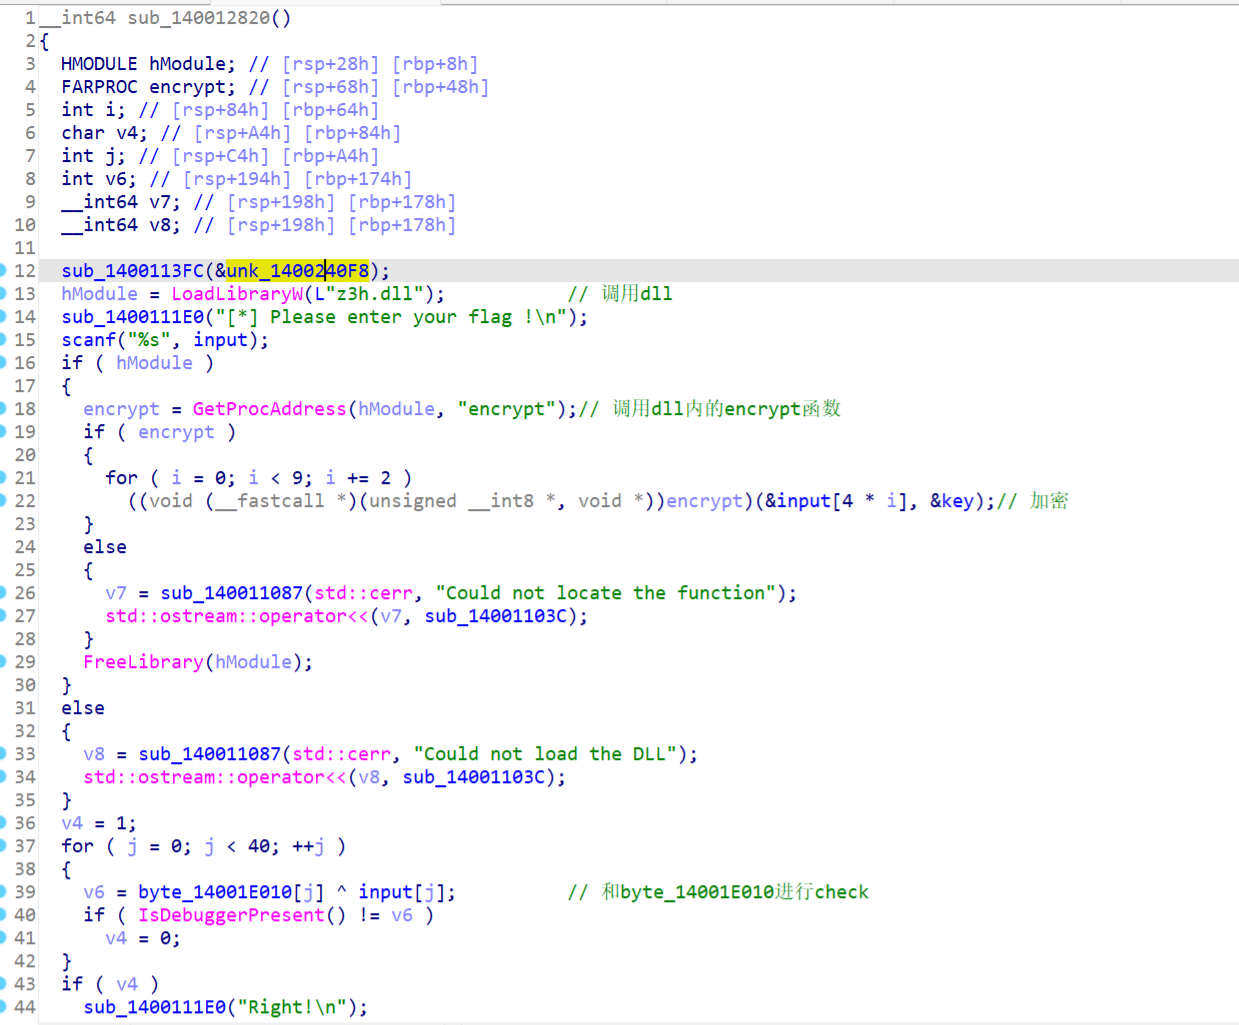 1 __int64 sub_140012820()
2 {
3 HMODULE hModule; // [rsp+28h] [rbp+8h]
4 FARPROC encrypt; // [rsp+68h] [rbp+48h]
5 int i; // [rsp+84h] [rbp+64h]
6 char v4; // [rsp+A4h] [rbp+84h]
7 int j; // [rsp+C4h] [rbp+A4h]
8 int v6; // [rsp+194h] [rbp+174h]
9 __int64 v7; // [rsp+198h] [rbp+178h]
10 __int64 v8; // [rsp+198h] [rbp+178h]
11
12 sub_1400113FC(&unk_1400240F8);
13 hModule = LoadLibraryW(L"z3h.dll"); // 调用dll
14 sub_1400111E0("[*] Please enter your flag !\n");
15 scanf("%s", input);
16 if ( hModule )
17 {
18 encrypt = GetProcAddress(hModule, "encrypt");// 调用dll内的encrypt函数
19 if ( encrypt )
20 {
21 for ( i = 0; i < 9; i += 2 )
22 ((void (__fastcall *)(unsigned __int8 *, void *))encrypt)(&input[4 * i], &key);// 加密
23 }
24 else
25 {
26 v7 = sub_140011087(std::cerr, "Could not locate the function");
27 std::ostream::operator<<(v7, sub_14001103C);
28 }
29 FreeLibrary(hModule);
30 }
31 else
32 {
33 v8 = sub_140011087(std::cerr, "Could not load the DLL");
34 std::ostream::operator<<(v8, sub_14001103C);
35 }
36 v4 = 1;
37 for ( j = 0; j < 40; ++j )
38 {
39 v6 = byte_14001E010[j] ^ input[j]; // 和byte_14001E010进行check
40 if ( IsDebuggerPresent() != v6 )
41 v4 = 0;
42 }
43 if ( v4 )
44 sub_1400111E0("Right!\n");